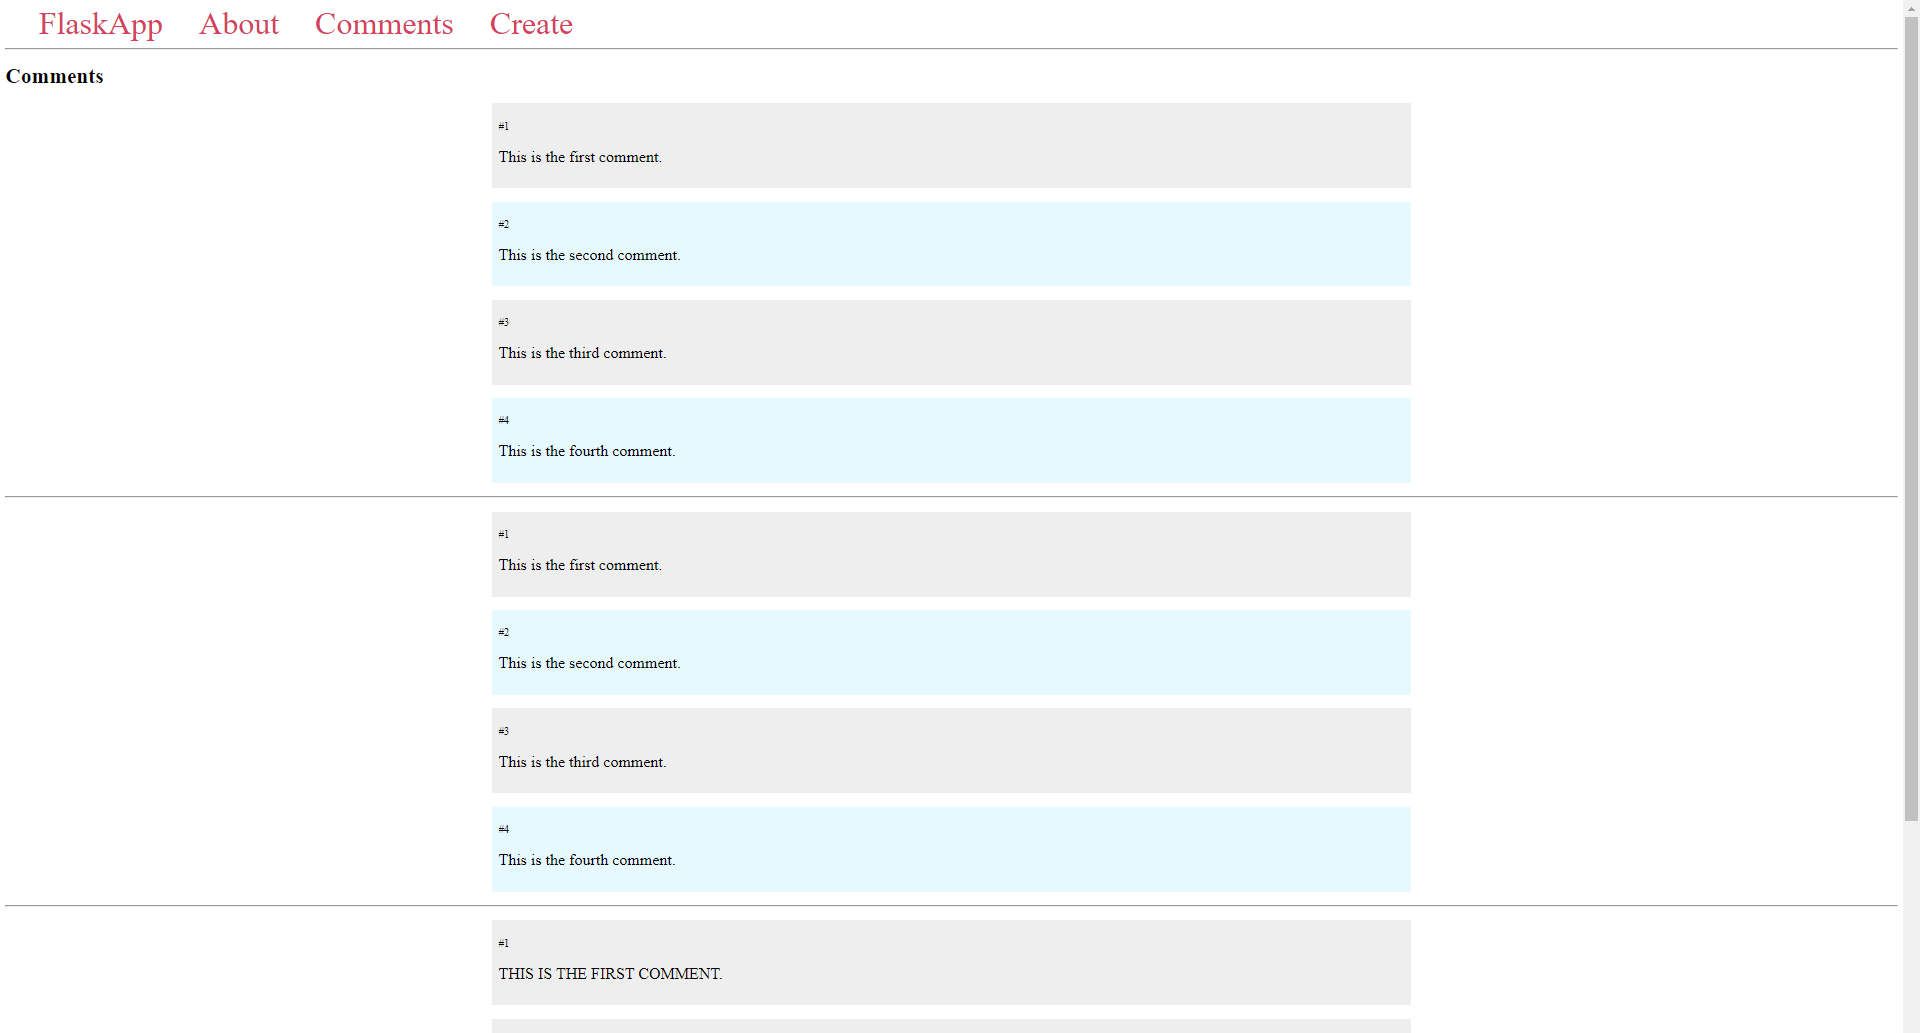 FlaskApp About Comments Create
Comments
#1
This is the first comment.
#2
This is the second comment.
#3
This is the third comment.
#4
This is the fourth comment.
#1
This is the first comment.
#2
This is the second comment.
#3
This is the third comment.
#4
This is the fourth comment.
#1
THIS IS THE FIRST COMMENT.